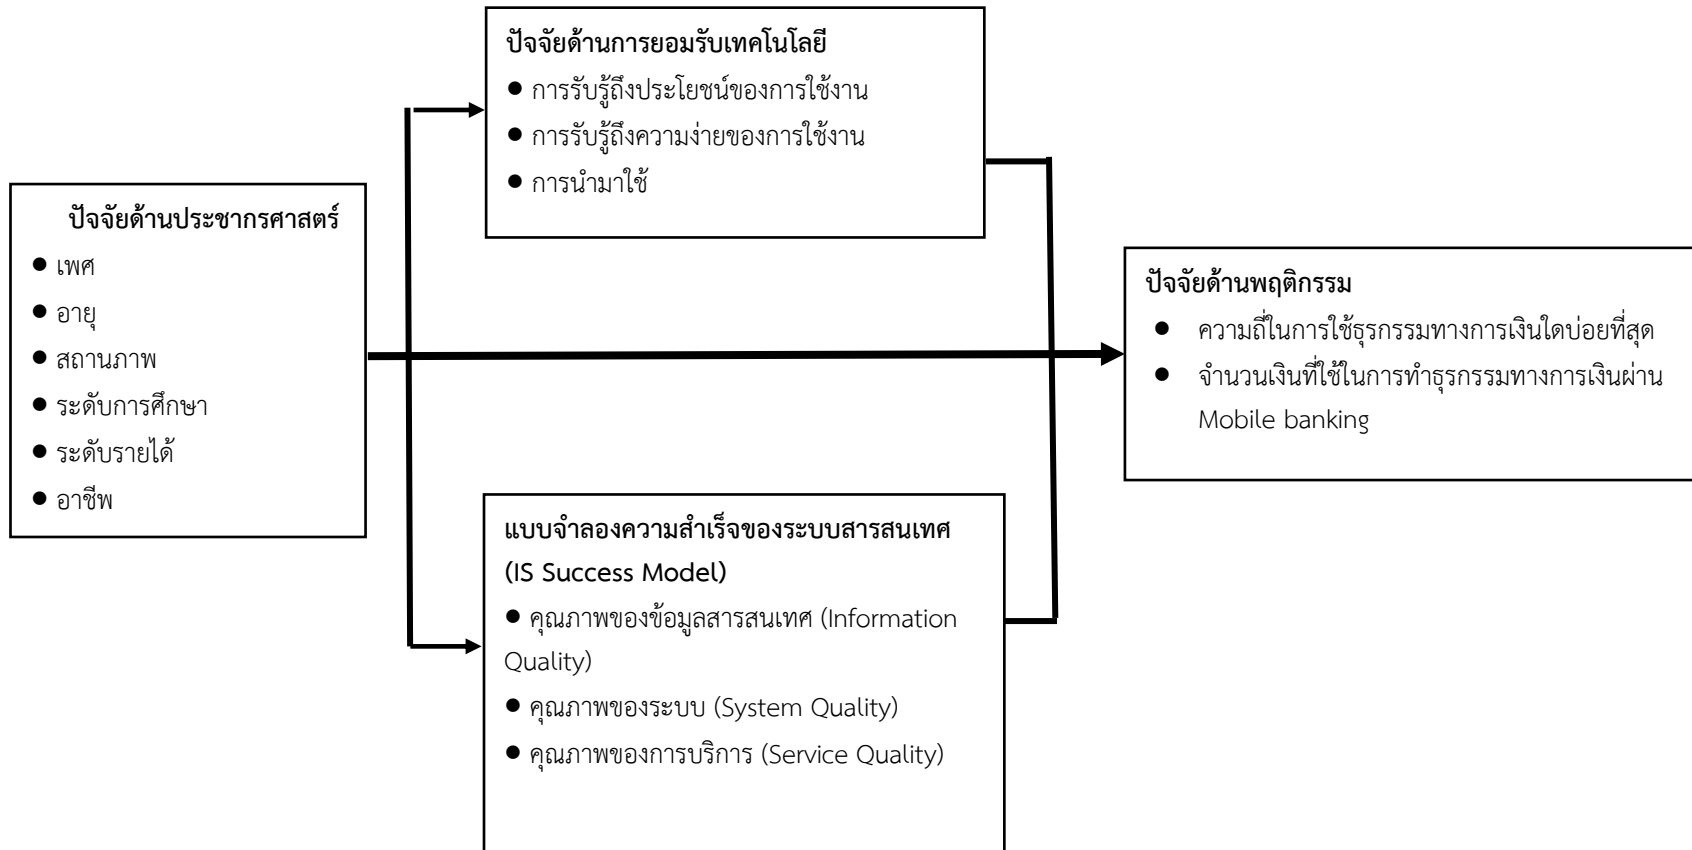 ปัจจัยด้านการยอมรับเทคโนโลยี
● การรับรู้ถึงประโยชน์ของการใช้งาน
● การรับรู้ถึงความง่ายของการใช้งาน
● การนำมาใช้
ปัจจัยด้านประชากรศาสตร์
● เพศ
● อายุ
● สถานภาพ
● ระดับการศึกษา
● ระดับรายได้
● อาชีพ
ปัจจัยด้านพฤติกรรม
● ความถี่ในการใช้ธุรกรรมทางการเงินใดบ่อยที่สุด
● จำนวนเงินที่ใช้ในการทำธุรกรรมทางการเงินผ่าน
Mobile banking
แบบจำลองความสำเร็จของระบบสารสนเทศ
(IS Success Model)
● คุณภาพของข้อมูลสารสนเทศ (Information
Quality)
● คุณภาพของระบบ (System Quality)
● คุณภาพของการบริการ (Service Quality)